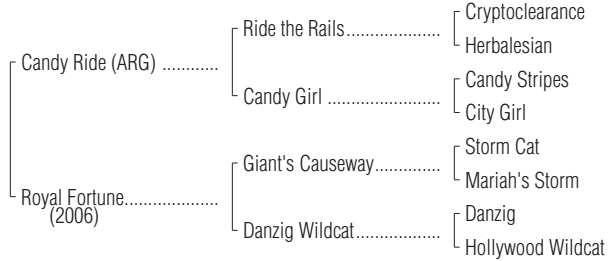 Cryptoclearance
Ride the Rails....................
Herbalesian
Candy Ride (ARG) ............
Candy Stripes
Candy Girl ........................
City Girl
Storm Cat
Giant's Causeway..............
Mariah's Storm
Royal Fortune....................
(2006)
Danzig
Danzig Wildcat..................
Hollywood Wildcat